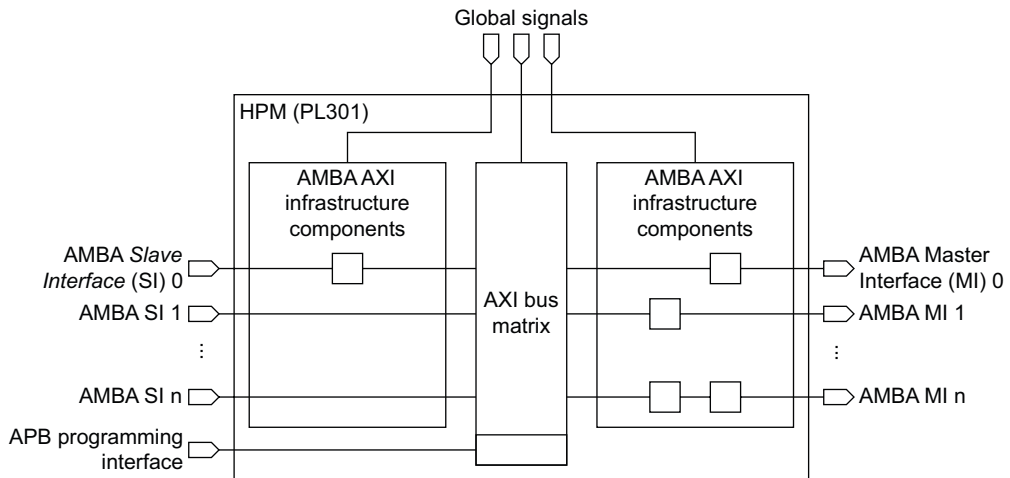 Global signals
HPM (PL301)
AMBA AXI
infrastructure
components
AMBA AXI
infrastructure
components
AMBA Slave
Interface (SI) 0
AMBA Master
Interface (MI) 0
AXI bus
matrix
AMBA SI 1
AMBA MI 1
...
...
AMBA SI n
AMBA MI n
APB programming
interface